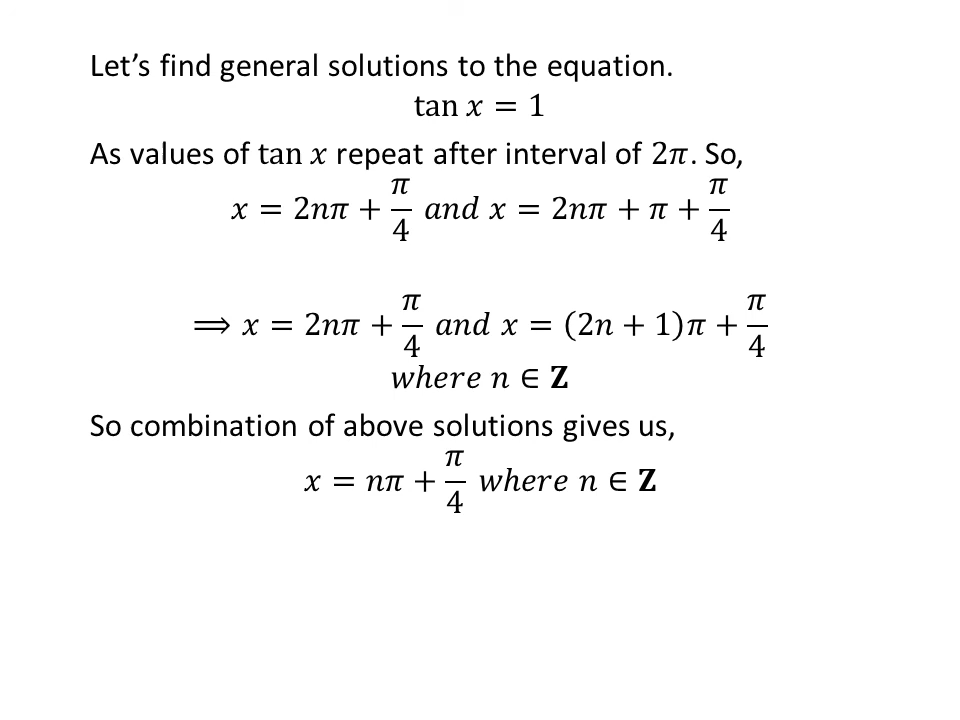 Let’s find general solutions to the equation.
tan 𝑥 = 1
As values of tan 𝑥 repeat after interval of 2𝜋. So,
𝑥 = 2𝑛𝜋 + 𝜋/4 𝑎𝑛𝑑 𝑥 = 2𝑛𝜋 + 𝜋 + 𝜋/4
⟹ 𝑥 = 2𝑛𝜋 + 𝜋/4 𝑎𝑛𝑑 𝑥 = (2𝑛 + 1)𝜋 + 𝜋/4
𝑤ℎ𝑒𝑟𝑒 𝑛 ∈ 𝐙
So combination of above solutions gives us,
𝑥 = 𝑛𝜋 + 𝜋/4 𝑤ℎ𝑒𝑟𝑒 𝑛 ∈ 𝐙